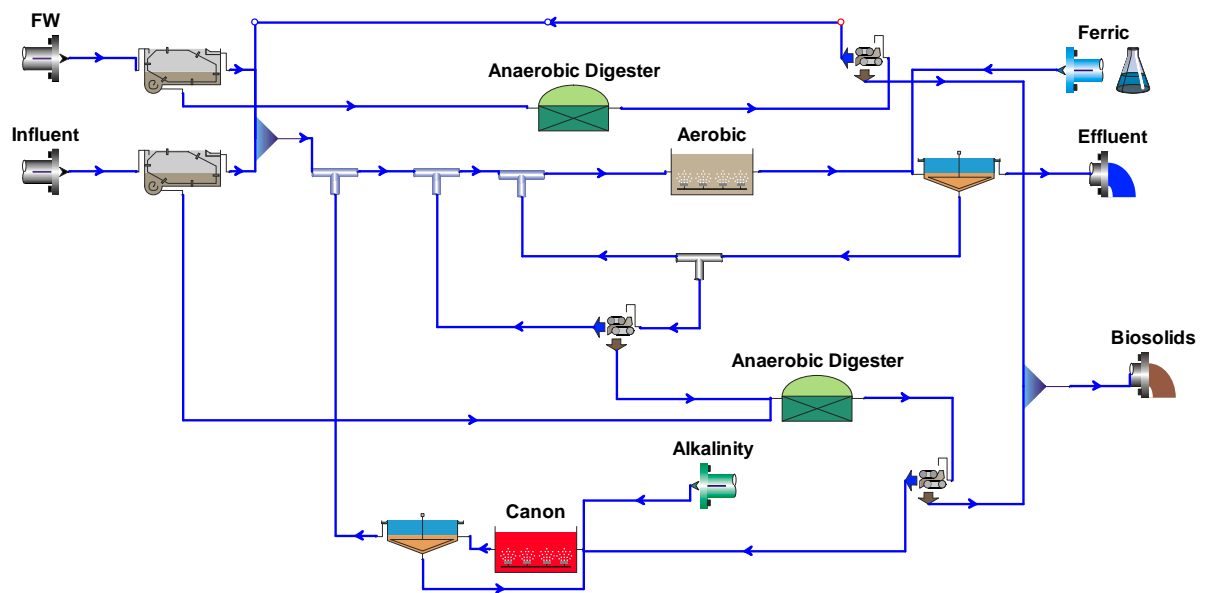 FW
Ferric
Anaerobic Digester
Influent
Aerobic
Effluent
Biosolids
Anaerobic Digester
Alkalinity
Canon